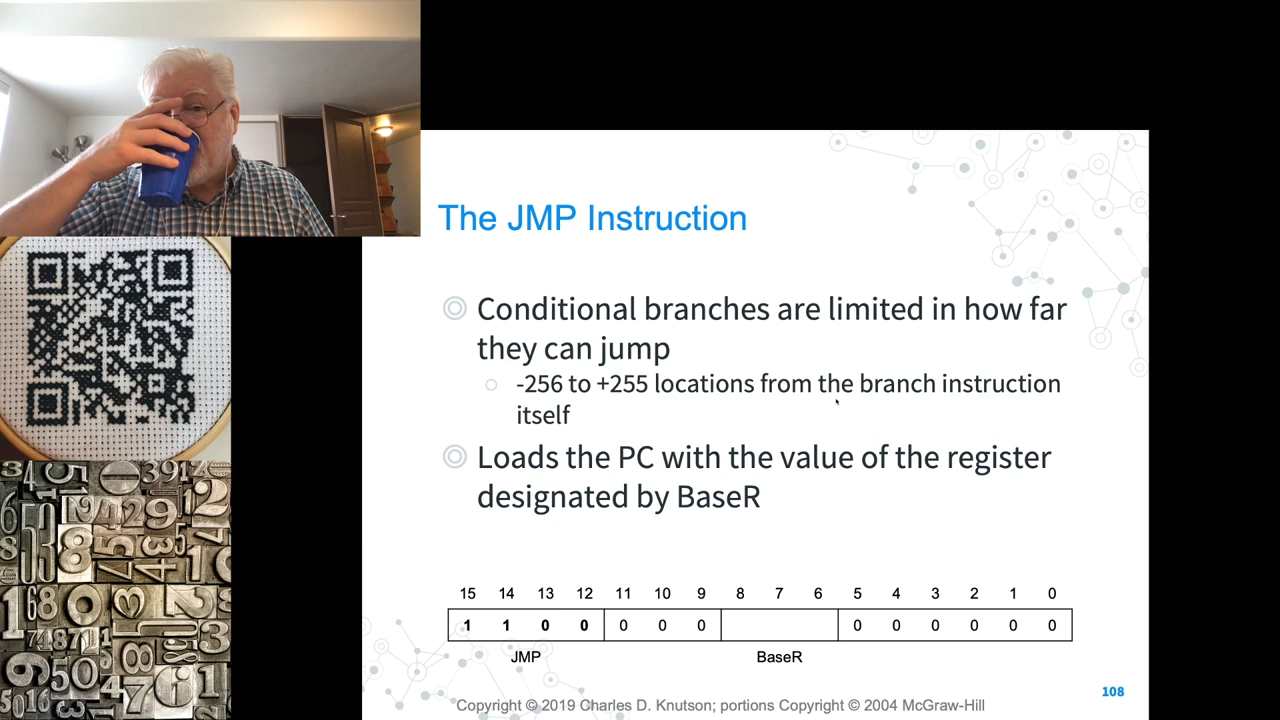 The JMP Instruction
Conditional branches are limited in how far
they can jump
-256 to +255 locations from the branch instruction
itself
Loads the PC with the value of the register
designated by BaseR
15 14 13 12 11 10 9 8 7 6 5 4 3 2 1 0
1 1 0 0 0 0 0 0 0 0 0 0 0
JMP BaseR
108
Copyright © 2019 Charles D. Knutson; portions Copyright © 2004 McGraw-Hill